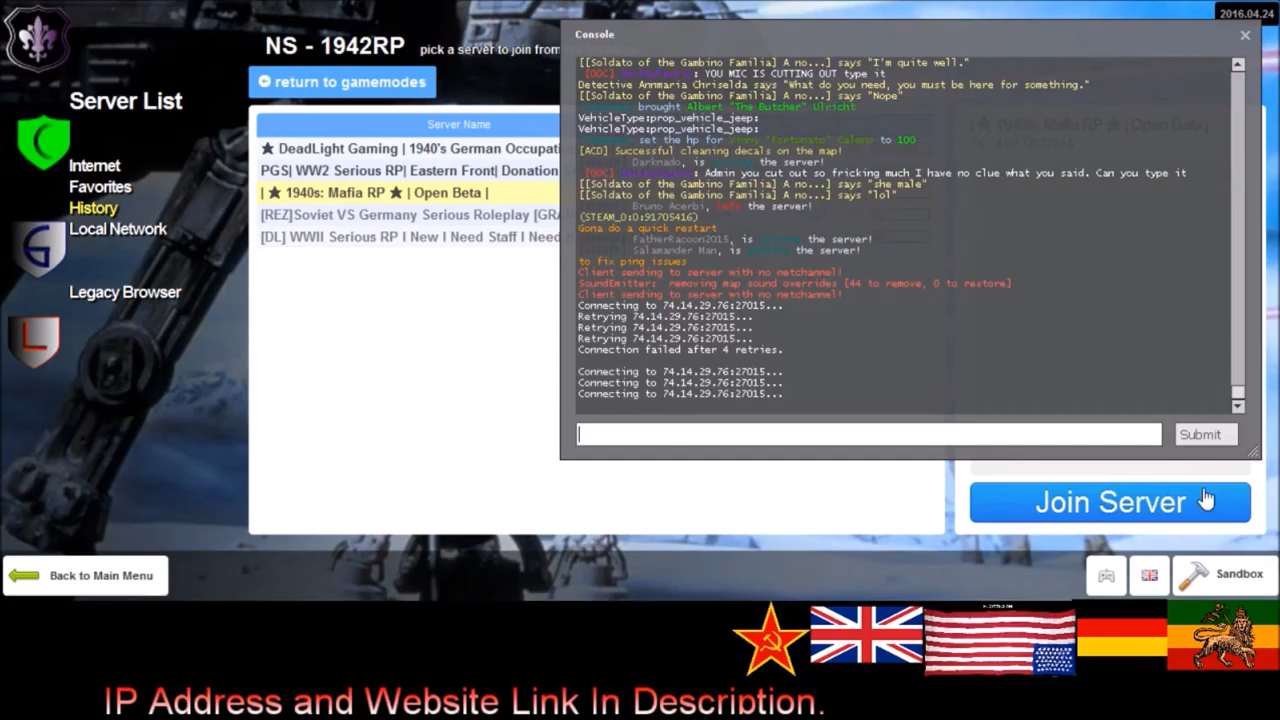 2016.04.24
NS - 1942RP pick a server to join from
return to gamemodes
Server List
Internet
Favorites
History
Local Network
Legacy Browser
Server Name
★ DeadLight Gaming | 1940's German Occupati
PGS| WW2 Serious RP| Eastern Front| Donation
| ★ 1940s: Mafia RP ★ | Open Beta |
[REZ]Soviet VS Germany Serious Roleplay [GRA
[DL] WWII Serious RP I New I Need Staff I Need
Console
[[Soldato of the Gambino Familia] A no...] says "I'm quite well."
[OOC] : YOU MIC IS CUTTING OUT type it
Detective Annmaria Chriselda says "What do you need, you must be here for something."
[[Soldato of the Gambino Familia] A no...] says "Nope"
brought Albert "The Butcher" Ulricht
VehicleType:prop_vehicle_jeep:
VehicleType:prop_vehicle_jeep:
set the hp for "Fortunato" to 100
[ACD] Successful cleaning decals on the map!
Darknado, is joining the server!
[OOC] : Admin you cut out so fricking much I have no clue what you said. Can you type it
[[Soldato of the Gambino Familia] A no...] says "she male"
[[Soldato of the Gambino Familia] A no...] says "lol"
Bruno Acerbi, left the server!
(STEAM_0:0:91705416)
Gona do a quick restart
FatherRacoon2015, is joining the server!
Salamander Man, is joining the server!
to fix ping issues
Client sending to server with no netchannel!
SoundEmitter: removing map sound overrides [44 to remove, 0 to restore]
Client sending to server with no netchannel!
Connecting to 74.14.29.76:27015...
Retrying 74.14.29.76:27015...
Retrying 74.14.29.76:27015...
Retrying 74.14.29.76:27015...
Connection failed after 4 retries.
Connecting to 74.14.29.76:27015...
Connecting to 74.14.29.76:27015...
Connecting to 74.14.29.76:27015...
Submit
Join Server
Back to Main Menu
Sandbox
IP Address and Website Link In Description.